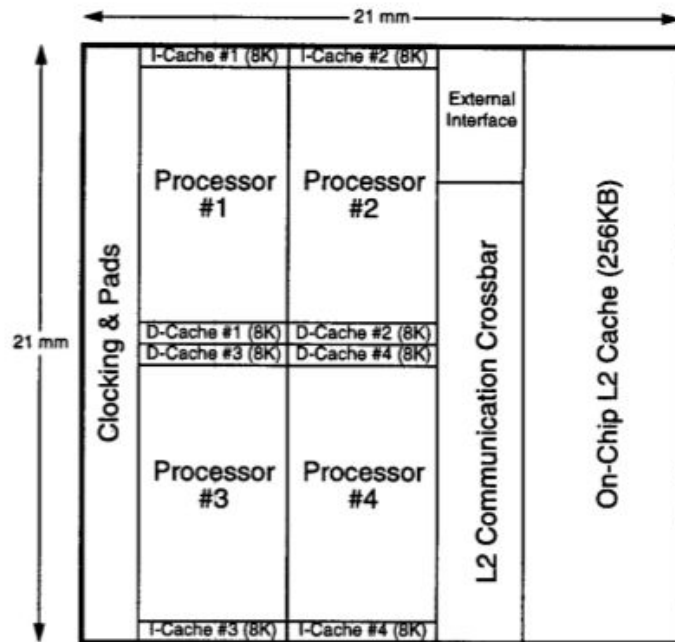 21 mm
I-Cache #1 (8K)
I-Cache #2 (8K)
External
Interface
Processor
#1
Processor
#2
21 mm
Clocking & Pads
D-Cache #1 (8K)
D-Cache #2 (8K)
D-Cache #3 (8K)
D-Cache #4 (8K)
L2 Communication Crossbar
On-Chip L2 Cache (256KB)
Processor
#3
Processor
#4
I-Cache #3 (8K)
I-Cache #4 (8K)